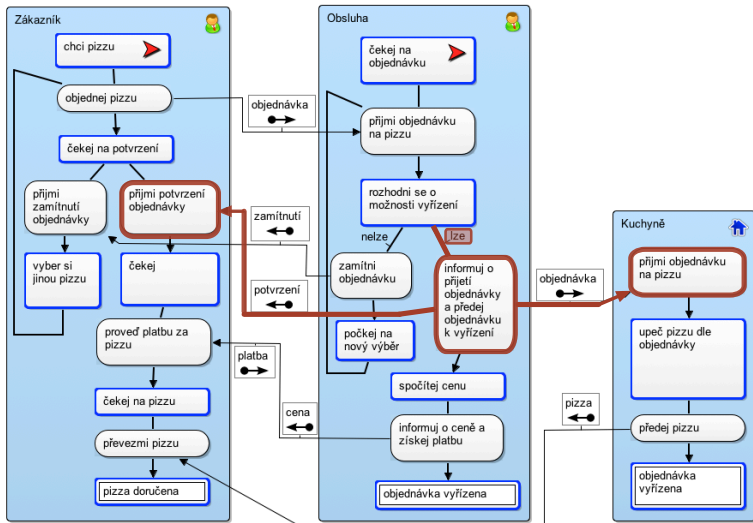 Zákazník
chci pizzu
objednej pizzu
čekej na potvrzení
přijmi
zamítnutí
objednávky
přijmi potvrzení
objednávky
vyber si
jinou pizzu
čekej
proveď platbu za
pizzu
čekej na pizzu
převezmi pizzu
pizza doručena
objednávka
zamítnutí
potvrzení
platba
cena
Obsluha
čekej na
objednávku
přijmi objednávku
na pizzu
rozhodni se o
možnosti vyřízení
nelze
lze
zamítni
objednávku
informuj o
přijetí
objednávky
a předej
objednávku
k vyřízení
počkej na
nový výběr
spočítej cenu
informuj o ceně a
získej platbu
objednávka vyřízena
objednávka
pizza
Kuchyně
přijmi objednávku
na pizzu
upeč pizzu dle
objednávky
předej pizzu
objednávka
vyřízena